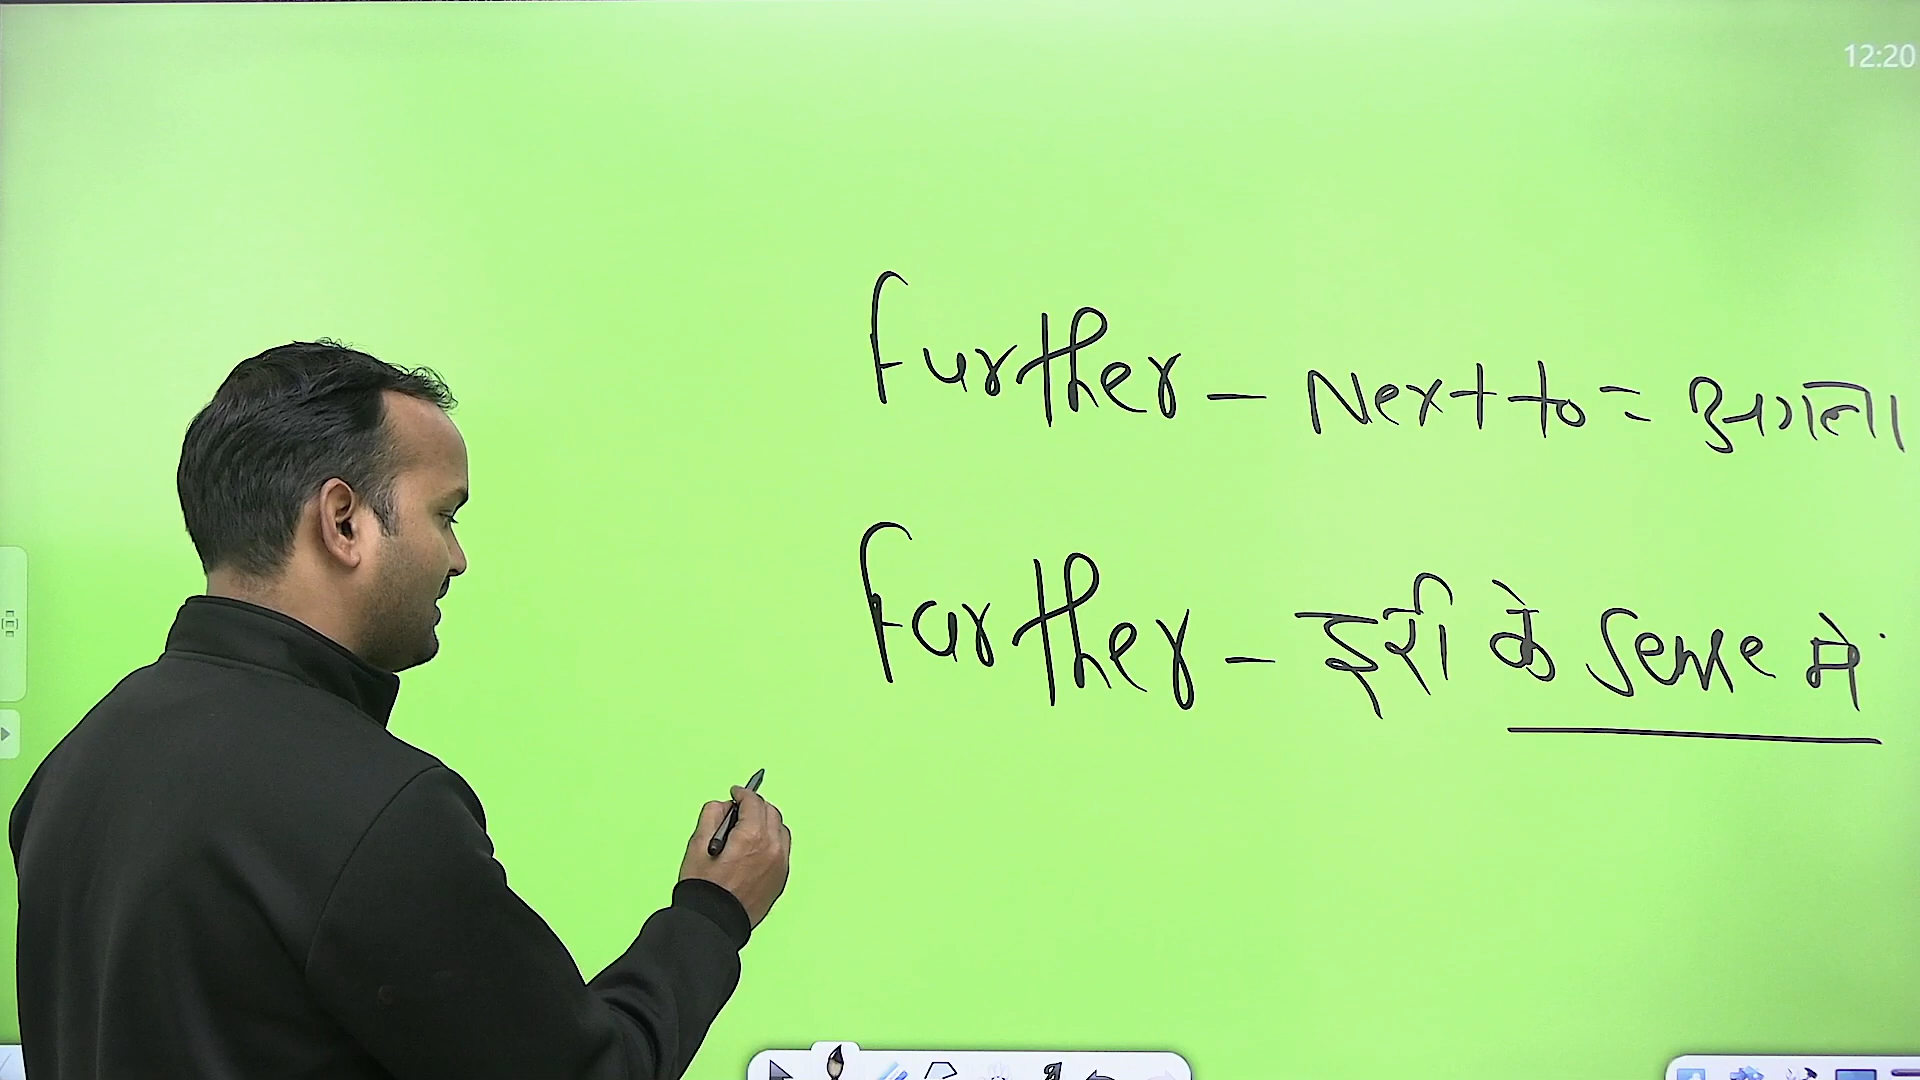 12:20
Further - Next to = अगला
Farther - दूरी के Sense में